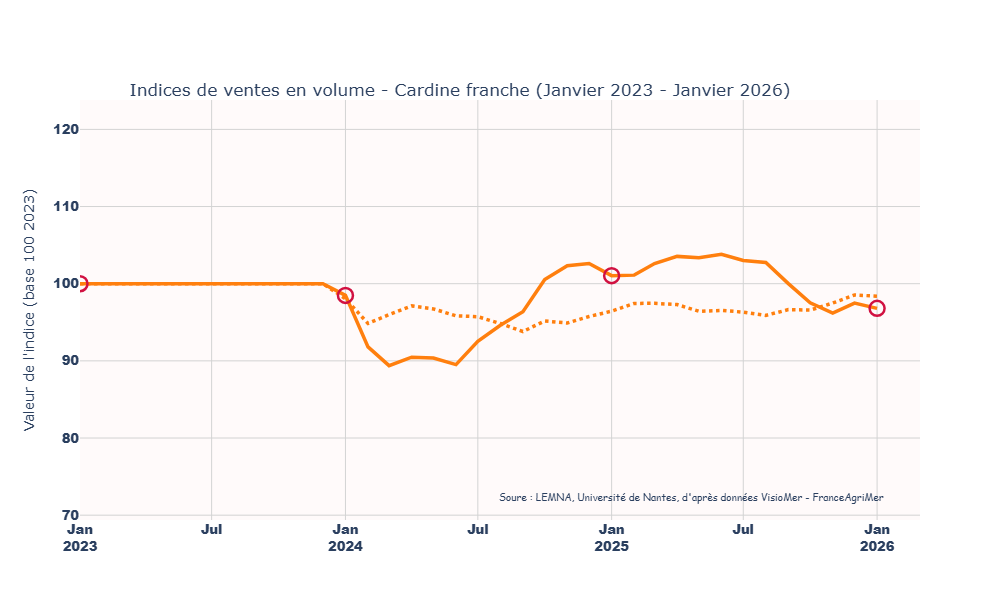 Indices de ventes en volume - Cardine franche (Janvier 2023 - Janvier 2026)
Valeur de l'indice (base 100 2023)
120
110
100
90
80
70
Soure : LEMNA, Université de Nantes, d'après données VisioMer - FranceAgriMer
Jan Jul Jan Jul Jan Jul Jan
2023 2024 2025 2026